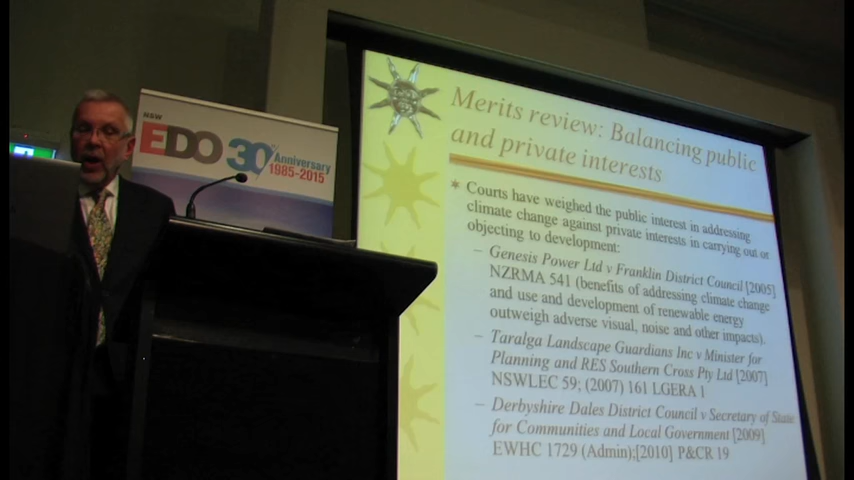 NSW
EDO 30th Anniversary
1985-2015
Merits review: Balancing public
and private interests
Courts have weighed the public interest in addressing
climate change against private interests in carrying out or
objecting to development:
– Genesis Power Ltd v Franklin District Council [2005]
NZRMA 541 (benefits of addressing climate change
and use and development of renewable energy
outweigh adverse visual, noise and other impacts).
– Taralga Landscape Guardians Inc v Minister for
Planning and RES Southern Cross Pty Ltd [2007]
NSWLEC 59; (2007) 161 LGERA 1
– Derbyshire Dales District Council v Secretary of State
for Communities and Local Government [2009]
EWHC 1729 (Admin);[2010] P&CR 19